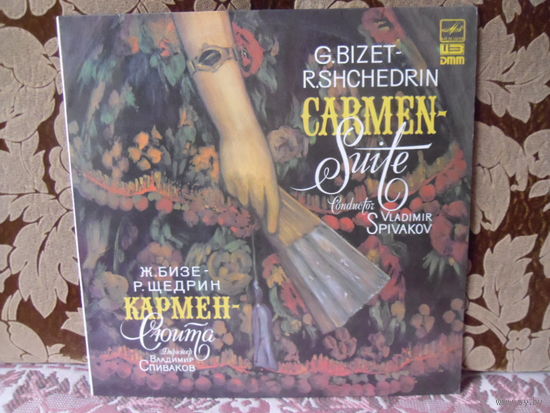 G.BIZET-
R.SHCHEDRIN
CARMEN-
Suite
Conductor
VLADIMIR
SPIVAKOV
DMM
Ж.БИЗЕ-
Р.ЩЕДРИН
КАРМЕН-
Сюита
Дирижер
ВЛАДИМИР
СПИВАКОВ